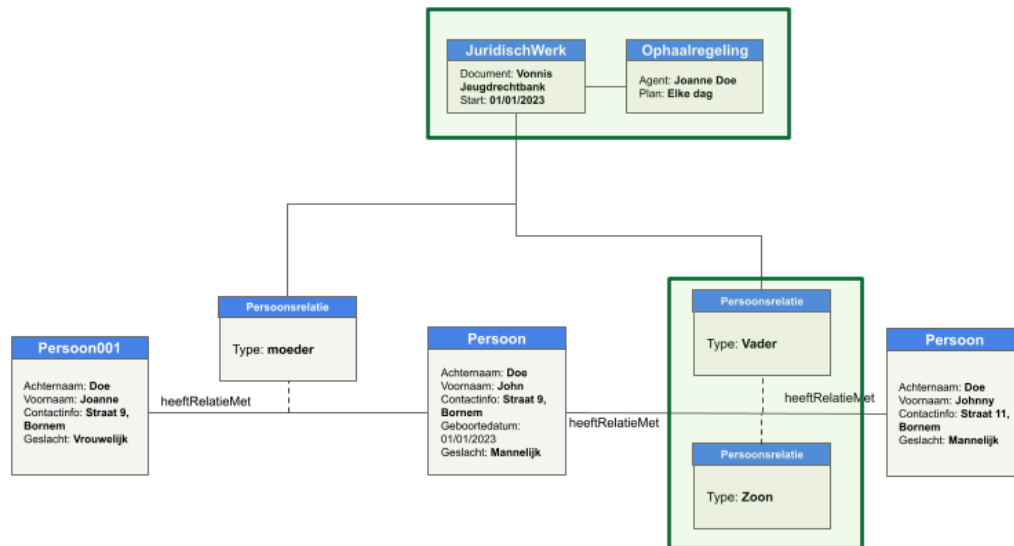 JuridischWerk
Document: Vonnis
Jeugdrechtbank
Start: 01/01/2023
Ophaalregeling
Agent: Joanne Doe
Plan: Elke dag
Persoonsrelatie
Type: moeder
Persoonsrelatie
Type: Vader
Persoon001
Achternaam: Doe
Voornaam: Joanne
Contactinfo: Straat 9,
Bornem
Geslacht: Vrouwelijk
heeftRelatieMet
Persoon
Achternaam: Doe
Voornaam: John
Contactinfo: Straat 9,
Bornem
Geboortedatum:
01/01/2023
Geslacht: Mannelijk
heeftRelatieMet
heeftRelatieMet
Persoon
Achternaam: Doe
Voornaam: Johnny
Contactinfo: Straat 11,
Bornem
Geslacht: Mannelijk
Persoonsrelatie
Type: Zoon